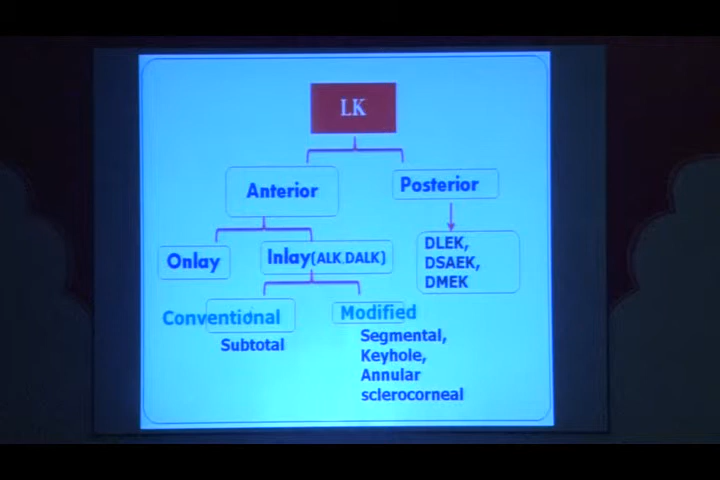 LK
Anterior
Posterior
Onlay
Inlay(ALK,DALK)
DLEK,
DSAEK,
DMEK
Conventional
Subtotal
Modified
Segmental,
Keyhole,
Annular
sclerocorneal